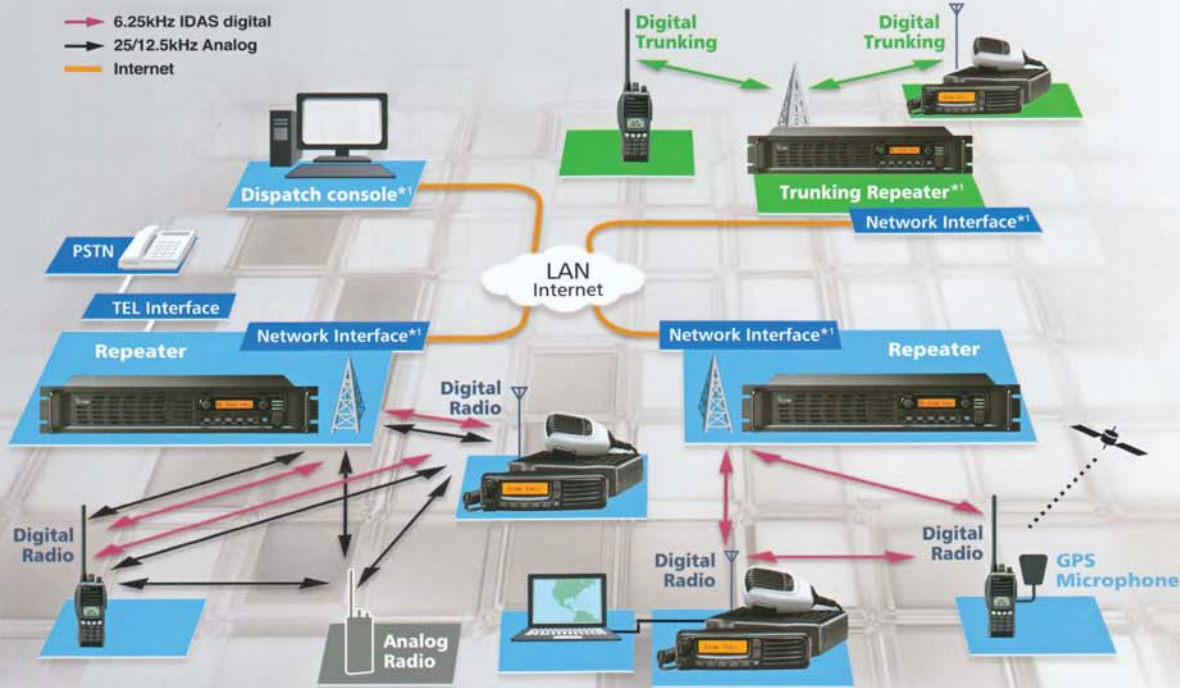 6.25kHz IDAS digital
25/12.5kHz Analog
Internet
Digital
Trunking
Digital
Trunking
Dispatch console*1
Trunking Repeater*1
Network Interface*1
PSTN
TEL Interface
LAN
Internet
Network Interface*1
Repeater
Network Interface*1
Repeater
Digital
Radio
Digital
Radio
Analog
Radio
Digital
Radio
Digital
Radio
GPS
Microphone